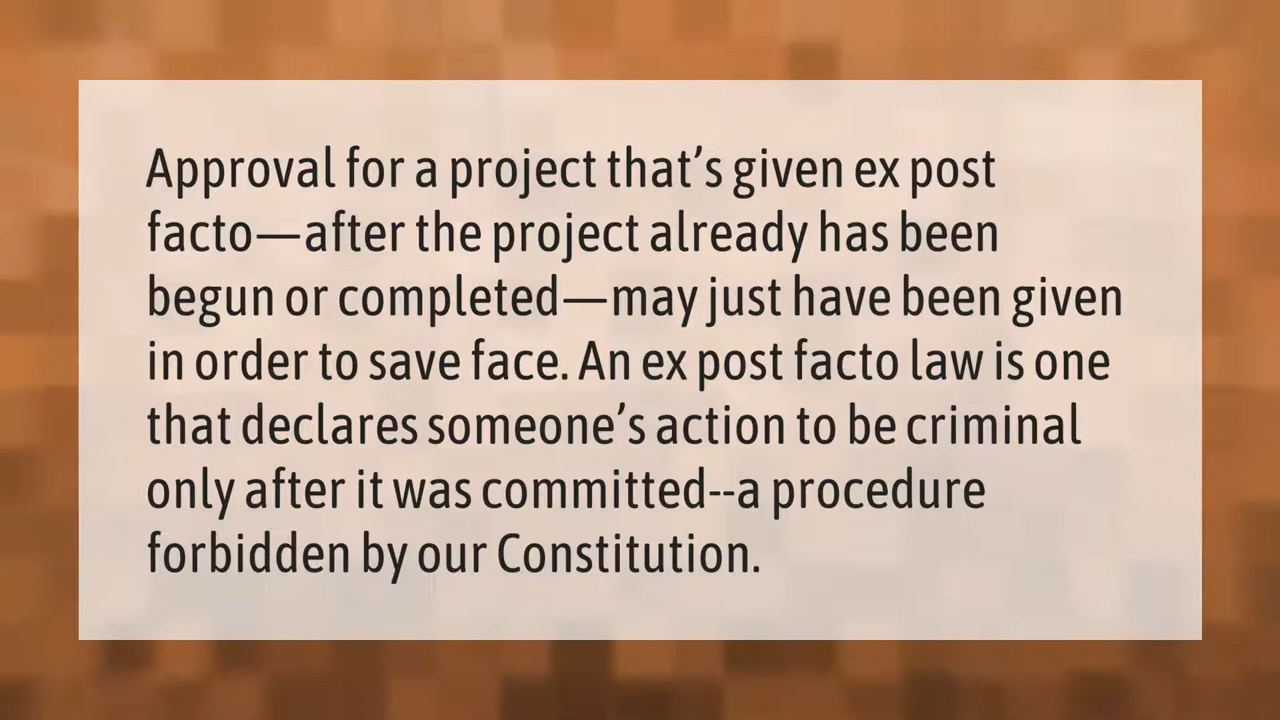 Approval for a project that’s given ex post
facto—after the project already has been
begun or completed—may just have been given
in order to save face. An ex post facto law is one
that declares someone’s action to be criminal
only after it was committed--a procedure
forbidden by our Constitution.